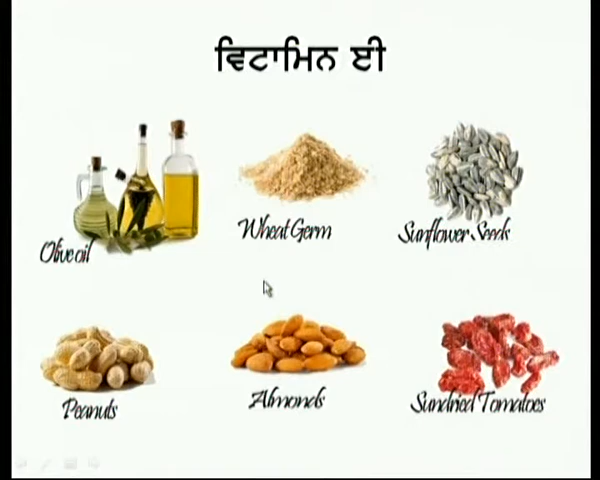 ਵਿਟਾਮਿਨ ਈ
Olive oil
Wheat Germ
Sunflower Seeds
Peanuts
Almonds
Sundried Tomatoes